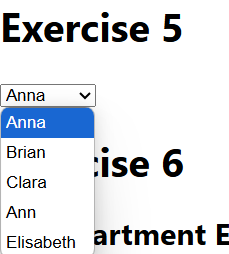 Exercise 5
Anna
Anna
Brian
Clara
cise 6
Ann
artment E
Elisabeth